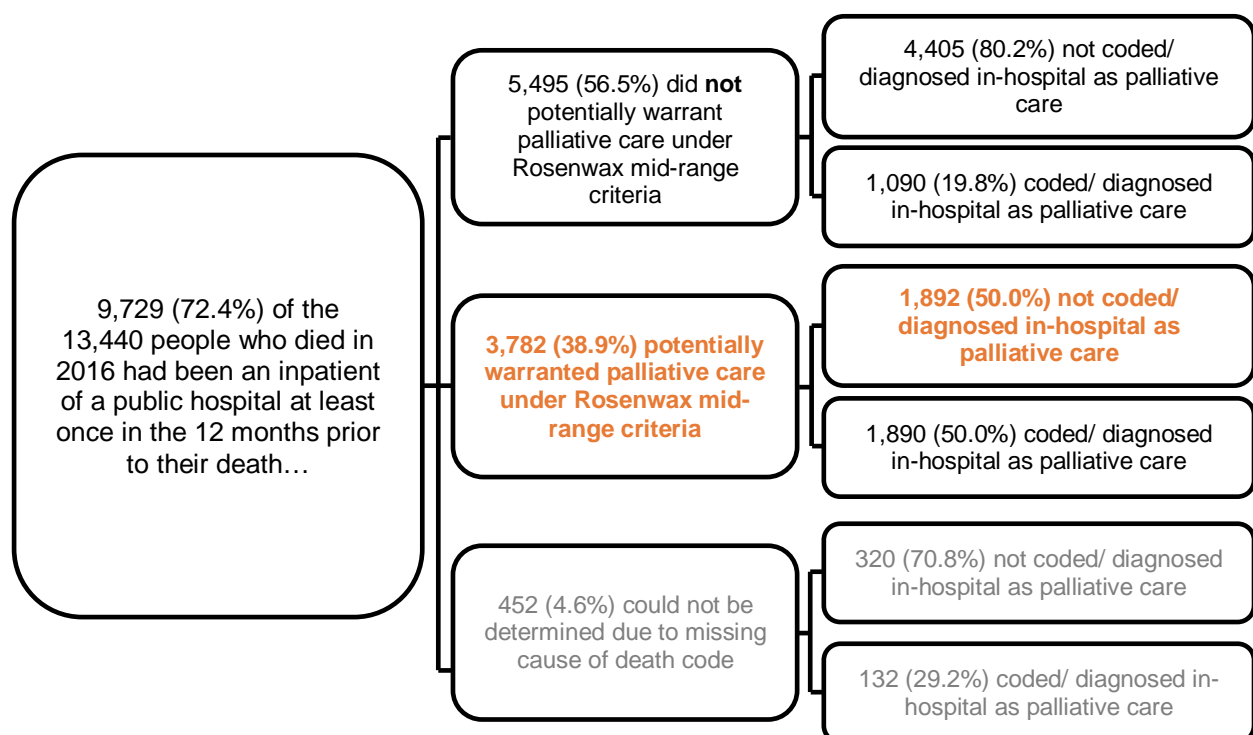 9,729 (72.4%) of the
13,440 people who died in
2016 had been an inpatient
of a public hospital at least
once in the 12 months prior
to their death…
5,495 (56.5%) did not
potentially warrant
palliative care under
Rosenwax mid-range
criteria
4,405 (80.2%) not coded/
diagnosed in-hospital as palliative
care
1,090 (19.8%) coded/ diagnosed
in-hospital as palliative care
3,782 (38.9%) potentially
warranted palliative care
under Rosenwax mid-
range criteria
1,892 (50.0%) not coded/
diagnosed in-hospital as
palliative care
1,890 (50.0%) coded/ diagnosed
in-hospital as palliative care
452 (4.6%) could not be
determined due to missing
cause of death code
320 (70.8%) not coded/ diagnosed
in-hospital as palliative care
132 (29.2%) coded/ diagnosed in-
hospital as palliative care